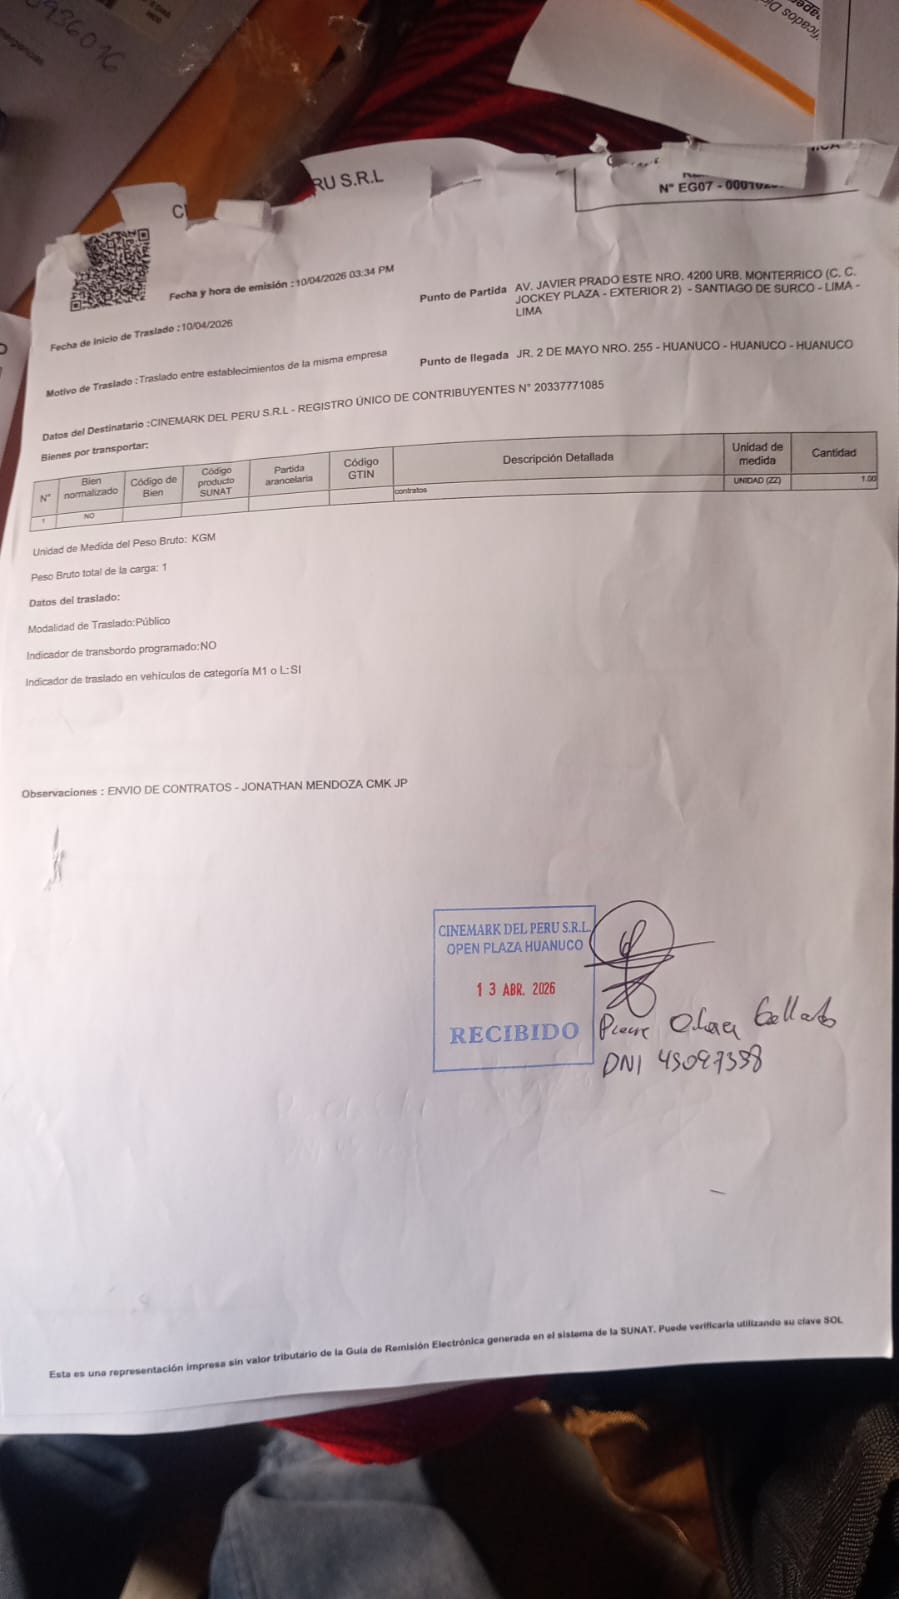 936016
RU S.R.L
N° EG07 - 00010
Fecha y hora de emisión : 10/04/2026 03:34 PM
Fecha de inicio de Traslado : 10/04/2026
Motivo de Traslado : Traslado entre establecimientos de la misma empresa
Punto de Partida AV. JAVIER PRADO ESTE NRO. 4200 URB. MONTERRICO (C. C.
JOCKEY PLAZA - EXTERIOR 2) - SANTIAGO DE SURCO - LIMA -
LIMA
Punto de llegada JR. 2 DE MAYO NRO. 255 - HUANUCO - HUANUCO - HUANUCO
Datos del Destinatario : CINEMARK DEL PERU S.R.L - REGISTRO ÚNICO DE CONTRIBUYENTES N° 20337771085
Bienes por transportar:
N° Bien normalizado Código de Bien Código producto SUNAT Partida arancelaria Código GTIN Descripción Detallada Unidad de medida Cantidad
1 NO contratos UNIDAD (ZZ) 1.00
Unidad de Medida del Peso Bruto: KGM
Peso Bruto total de la carga: 1
Datos del traslado:
Modalidad de Traslado:Público
Indicador de transbordo programado:NO
Indicador de traslado en vehículos de categoría M1 o L:SI
Observaciones : ENVIO DE CONTRATOS - JONATHAN MENDOZA CMK JP
CINEMARK DEL PERU S.R.L.
OPEN PLAZA HUANUCO
13 ABR. 2026
RECIBIDO
DNI
Esta es una representación impresa sin valor tributario de la Guía de Remisión Electrónica generada en el sistema de la SUNAT. Puede verificarla utilizando su clave SOL